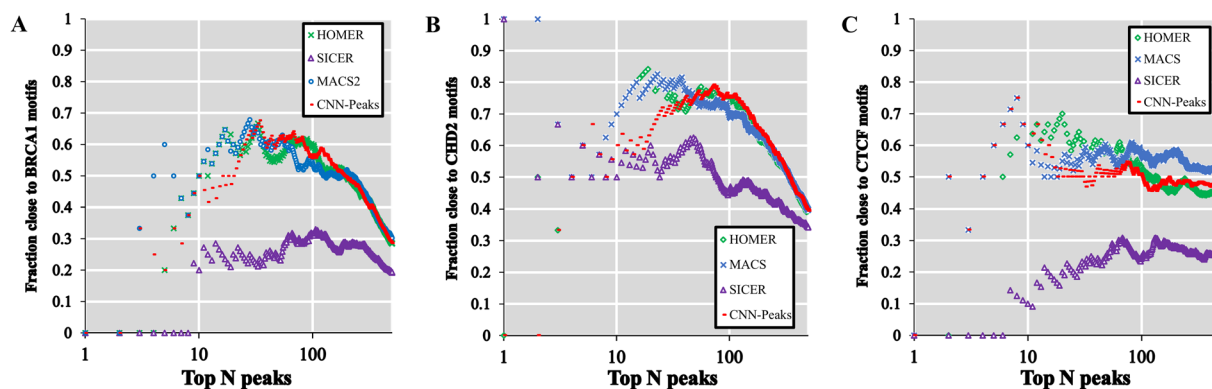 A
Fraction close to BRCA1 motifs
1
0.9
0.8
0.7
0.6
0.5
0.4
0.3
0.2
0.1
0
1
10
100
Top N peaks
HOMER
SICER
MACS2
CNN-Peaks
B
Fraction close to CHD2 motifs
1
0.9
0.8
0.7
0.6
0.5
0.4
0.3
0.2
0.1
0
1
10
100
Top N peaks
HOMER
MACS
SICER
CNN-Peaks
C
Fraction close to CTCF motifs
1
0.9
0.8
0.7
0.6
0.5
0.4
0.3
0.2
0.1
0
1
10
100
Top N peaks
HOMER
MACS
SICER
CNN-Peaks